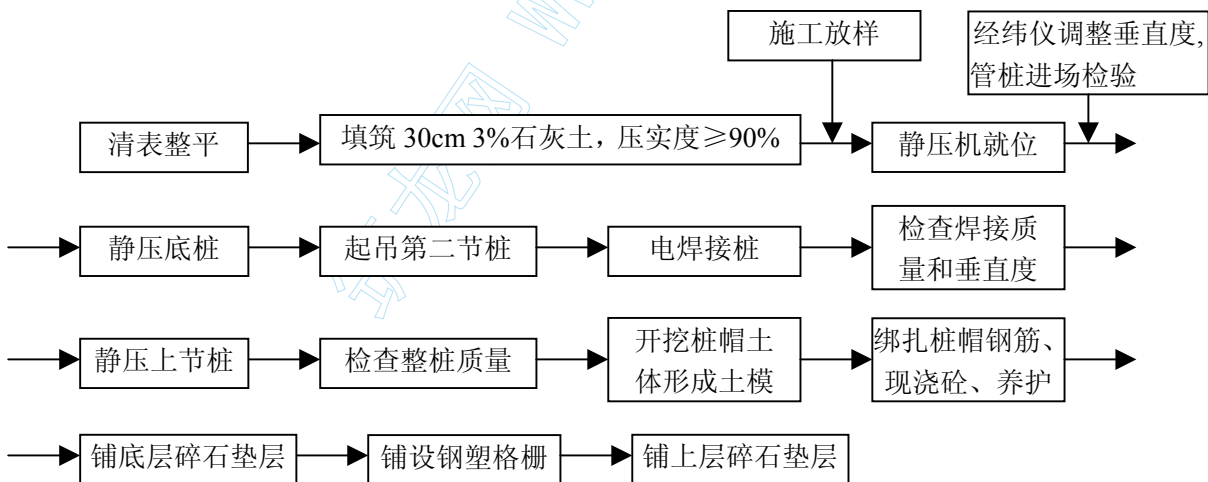 施工放样
经纬仪调整垂直度,
管桩进场检验
清表整平
填筑 30cm 3%石灰土，压实度≥90%
静压机就位
静压底桩
起吊第二节桩
电焊接桩
检查焊接质
量和垂直度
静压上节桩
检查整桩质量
开挖桩帽土
体形成土模
绑扎桩帽钢筋、
现浇砼、养护
铺底层碎石垫层
铺设钢塑格栅
铺上层碎石垫层
筑龙网 W